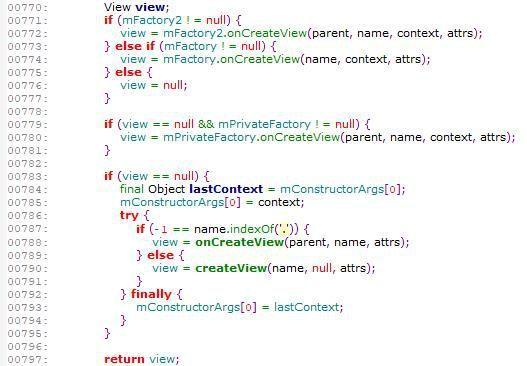 00770: View view;
00771: if (mFactory2 != null) {
00772: view = mFactory2.onCreateView(parent, name, context, attrs);
00773: } else if (mFactory != null) {
00774: view = mFactory.onCreateView(name, context, attrs);
00775: } else {
00776: view = null;
00777: }
00778:
00779: if (view == null && mPrivateFactory != null) {
00780: view = mPrivateFactory.onCreateView(parent, name, context, attrs);
00781: }
00782:
00783: if (view == null) {
00784: final Object lastContext = mConstructorArgs[0];
00785: mConstructorArgs[0] = context;
00786: try {
00787: if (-1 == name.indexOf('.')) {
00788: view = onCreateView(parent, name, attrs);
00789: } else {
00790: view = createView(name, null, attrs);
00791: }
00792: } finally {
00793: mConstructorArgs[0] = lastContext;
00794: }
00795: }
00796:
00797: return view;